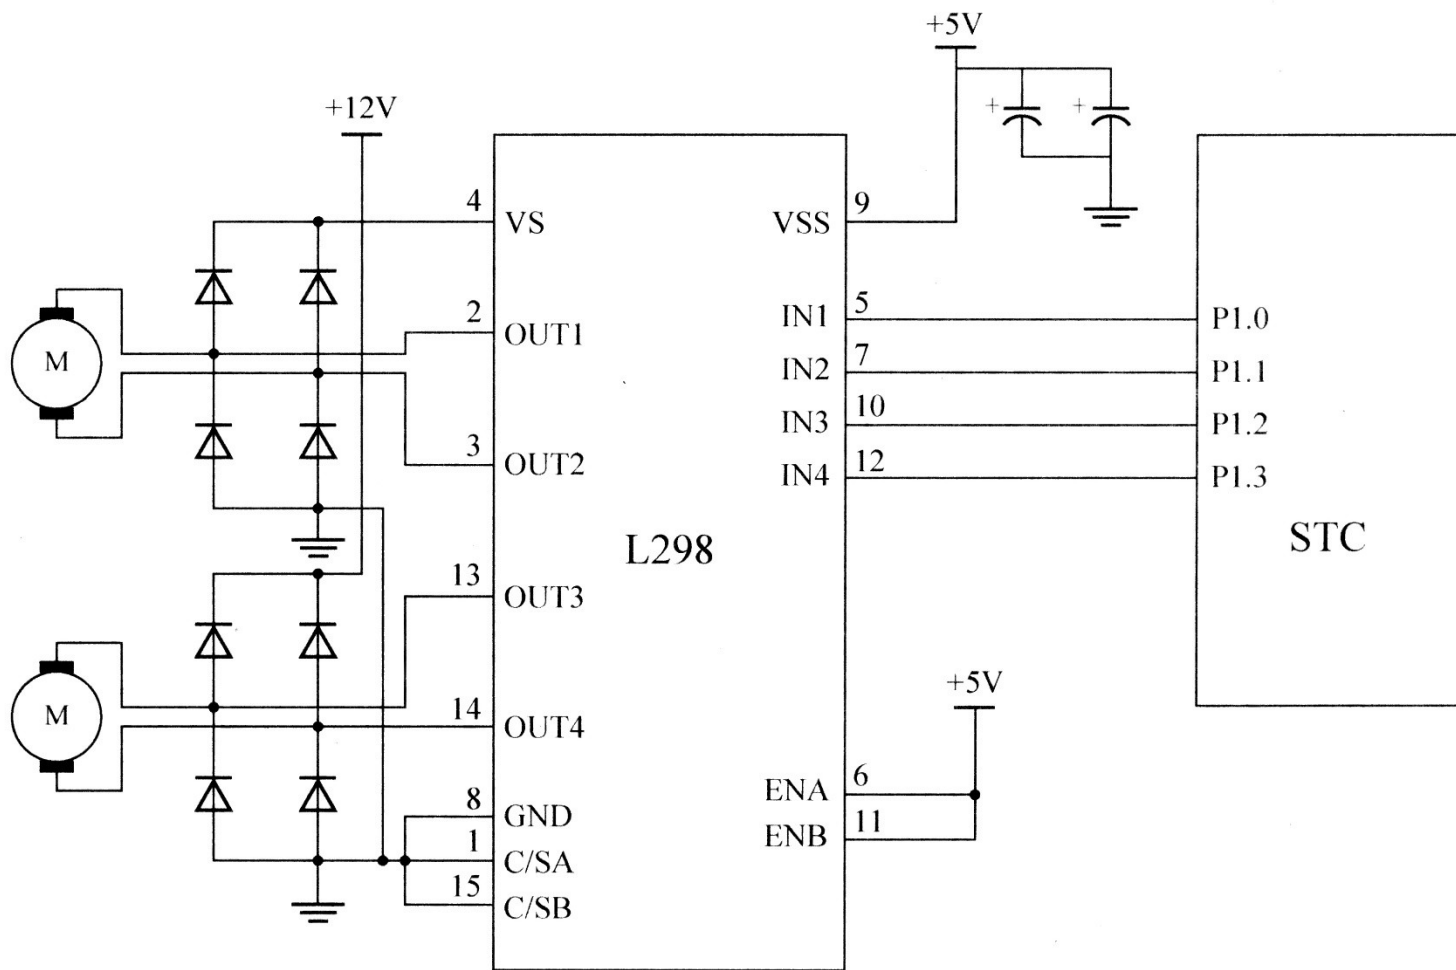 +5V
+12V
+
+
4
VS
VSS
9
2
OUT1
IN1
5
P1.0
M
IN2
7
P1.1
IN3
10
P1.2
3
OUT2
IN4
12
P1.3
L298
STC
13
OUT3
M
14
OUT4
+5V
8
GND
ENA
6
1
C/SA
ENB
11
15
C/SB